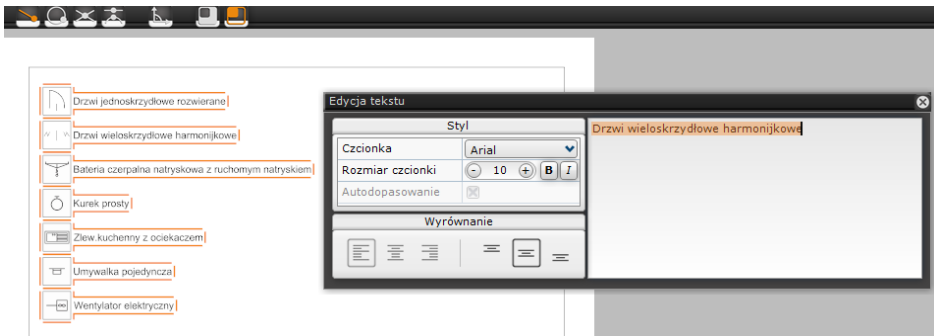 Drzwi jednoskrzydłowe rozwierane
Drzwi wieloskrzydłowe harmonijkowe
Bateria czerpalna natryskowa z ruchomym natryskiem
Kurek prosty
Zlew.kuchenny z ociekaczem
Umywalka pojedyncza
Wentylator elektryczny
Edycja tekstu
Styl
Czcionka Arial
Rozmiar czcionki - 10 + B I
Autodopasowanie
Wyrównanie
Drzwi wieloskrzydłowe harmonijkowe